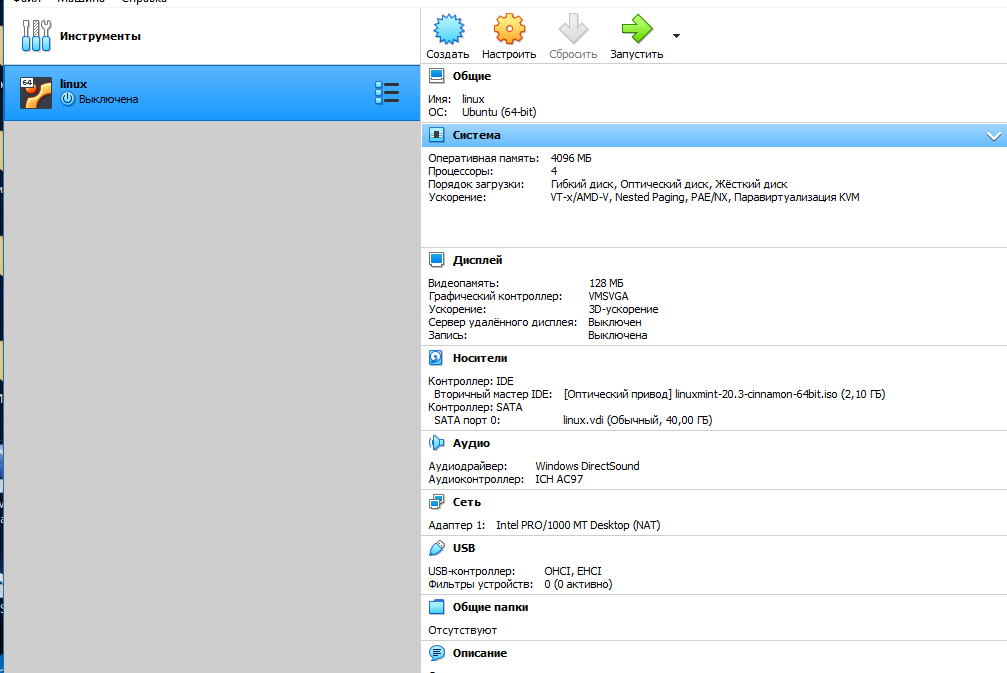 Файл Машина Справка
Инструменты
64
linux
Выключена
Создать Настроить Сбросить Запустить
Общие
Имя: linux
ОС: Ubuntu (64-bit)
Система
Оперативная память: 4096 МБ
Процессоры: 4
Порядок загрузки: Гибкий диск, Оптический диск, Жёсткий диск
Ускорение: VT-x/AMD-V, Nested Paging, PAE/NX, Паравиртуализация KVM
Дисплей
Видеопамять: 128 МБ
Графический контроллер: VMSVGA
Ускорение: 3D-ускорение
Сервер удалённого дисплея: Выключен
Запись: Выключена
Носители
Контроллер: IDE
Вторичный мастер IDE: [Оптический привод] linuxmint-20.3-cinnamon-64bit.iso (2,10 ГБ)
Контроллер: SATA
SATA порт 0: linux.vdi (Обычный, 40,00 ГБ)
Аудио
Аудиодрайвер: Windows DirectSound
Аудиоконтроллер: ICH AC97
Сеть
Адаптер 1: Intel PRO/1000 MT Desktop (NAT)
USB
USB-контроллер: OHCI, EHCI
Фильтры устройств: 0 (0 активно)
Общие папки
Отсутствуют
Описание